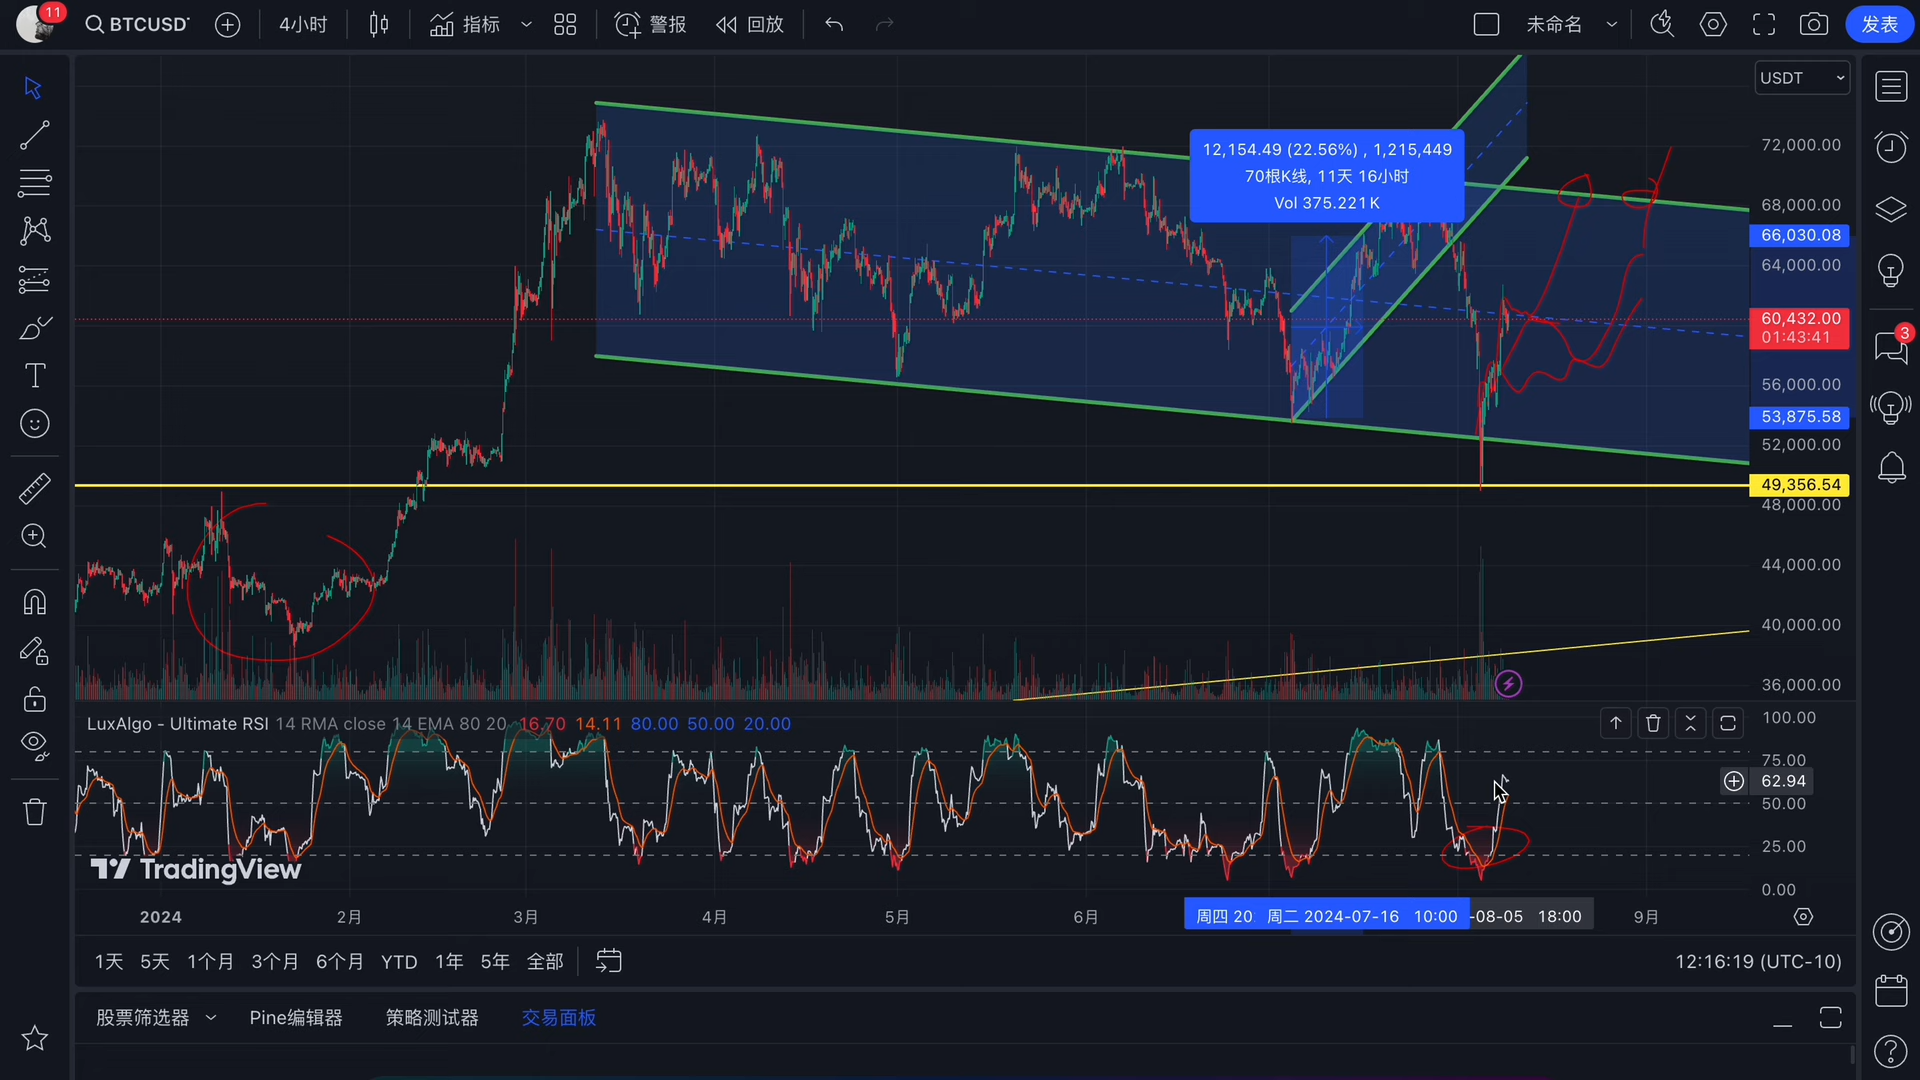 11
BTCUSDT
4小时
指标
警报
回放
未命名
发表
USDT
12,154.49 (22.56%) , 1,215,449
70根K线, 11天 16小时
Vol 375.221K
72,000.00
68,000.00
66,030.08
64,000.00
60,432.00
01:43:41
56,000.00
53,875.58
52,000.00
49,356.54
48,000.00
44,000.00
40,000.00
36,000.00
3
LuxAlgo - Ultimate RSI 14 RMA close 14 EMA 80 20 16.70 14.11 80.00 50.00 20.00
100.00
75.00
62.94
50.00
25.00
0.00
TradingView
2024
2月
3月
4月
5月
6月
周四 20
周二 2024-07-16 10:00
-08-05 18:00
9月
1天 5天 1个月 3个月 6个月 YTD 1年 5年 全部
12:16:19 (UTC-10)
股票筛选器
Pine编辑器
策略测试器
交易面板